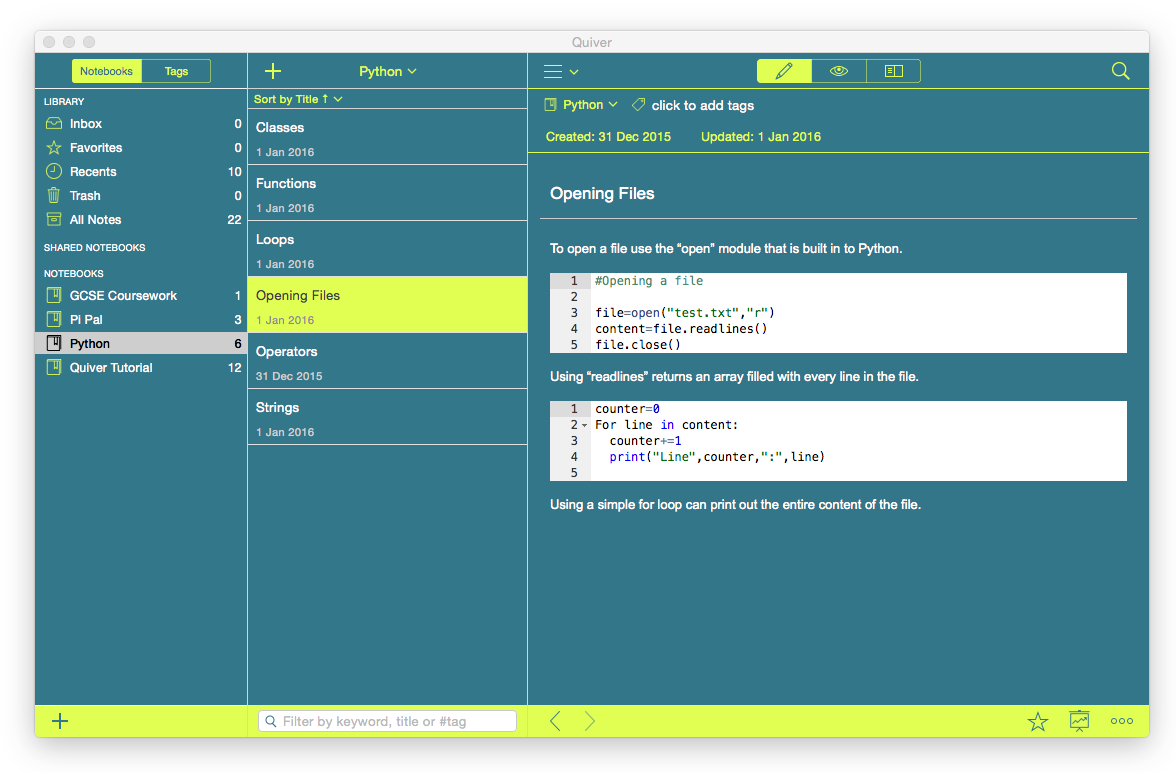 Quiver
Notebooks
Tags
LIBRARY
Inbox 0
Favorites 0
Recents 10
Trash 0
All Notes 22
SHARED NOTEBOOKS
NOTEBOOKS
GCSE Coursework 1
Pi Pal 3
Python 6
Quiver Tutorial 12
Python
Sort by Title ↑
Classes
1 Jan 2016
Functions
1 Jan 2016
Loops
1 Jan 2016
Opening Files
1 Jan 2016
Operators
31 Dec 2015
Strings
1 Jan 2016
Filter by keyword, title or #tag
Python click to add tags
Created: 31 Dec 2015 Updated: 1 Jan 2016
Opening Files
To open a file use the “open” module that is built in to Python.
1 #Opening a file
2
3 file=open("test.txt","r")
4 content=file.readlines()
5 file.close()
Using “readlines” returns an array filled with every line in the file.
1 counter=0
2 For line in content:
3   counter+=1
4   print("Line",counter,":",line)
5
Using a simple for loop can print out the entire content of the file.